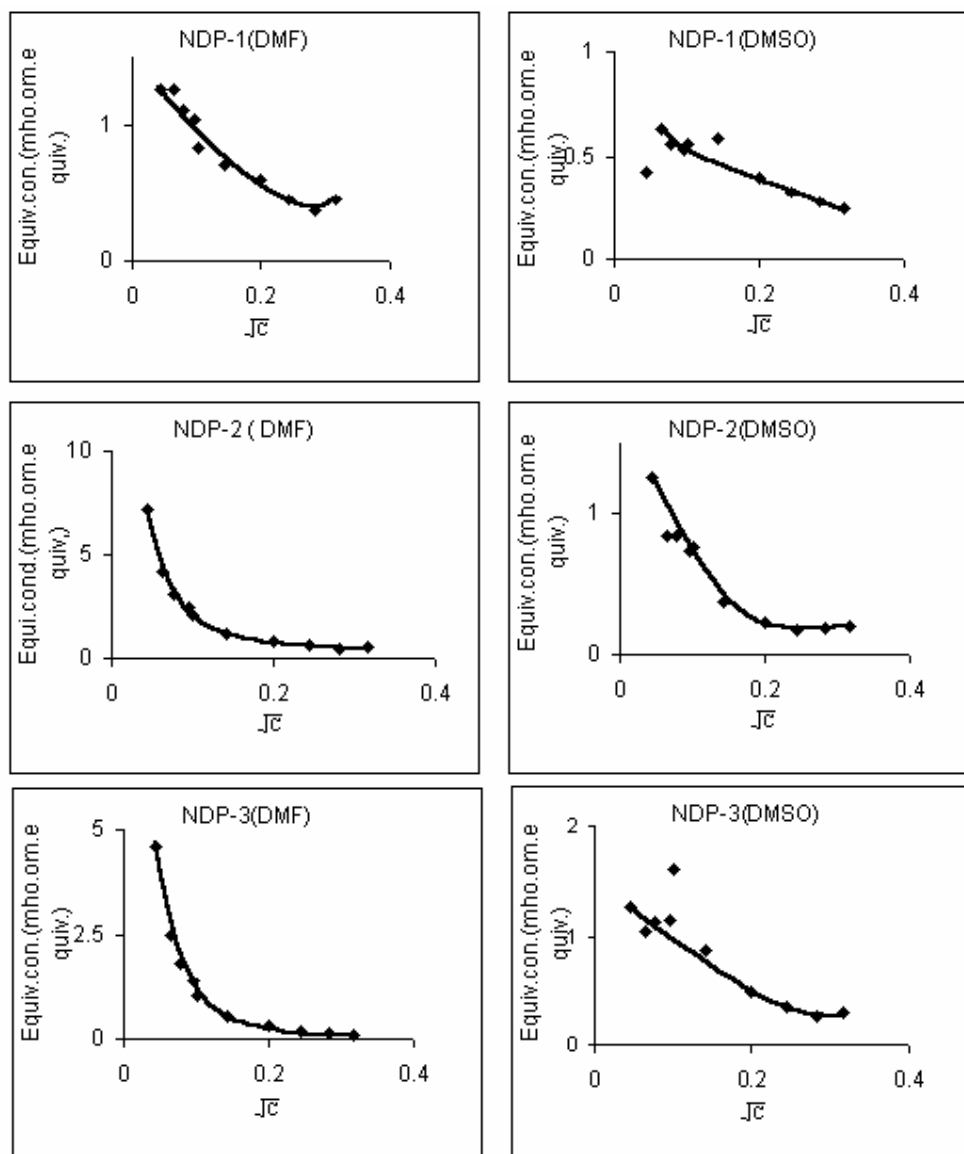 NDP-1(DMF)
Equiv.con.(mho.om.e
quiv.)
1
0
0
0.2
0.4
√c
NDP-1(DMSO)
Equiv.con.(mho.om.e
quiv.)
1
0.5
0
0
0.2
0.4
√c
NDP-2 ( DMF)
Equi.cond.(mho.om.e
quiv,)
10
5
0
0
0.2
0.4
√c
NDP-2(DMSO)
Equiv.con.(mho.om.e
quiv.)
1
0
0
0.2
0.4
√c
NDP-3(DMF)
Equiv.con.(mho.om.e
quiv.)
5
2.5
0
0
0.2
0.4
√c
NDP-3(DMSO)
Equiv.con.(mho.om.e
quiv.)
2
1
0
0
0.2
0.4
√c